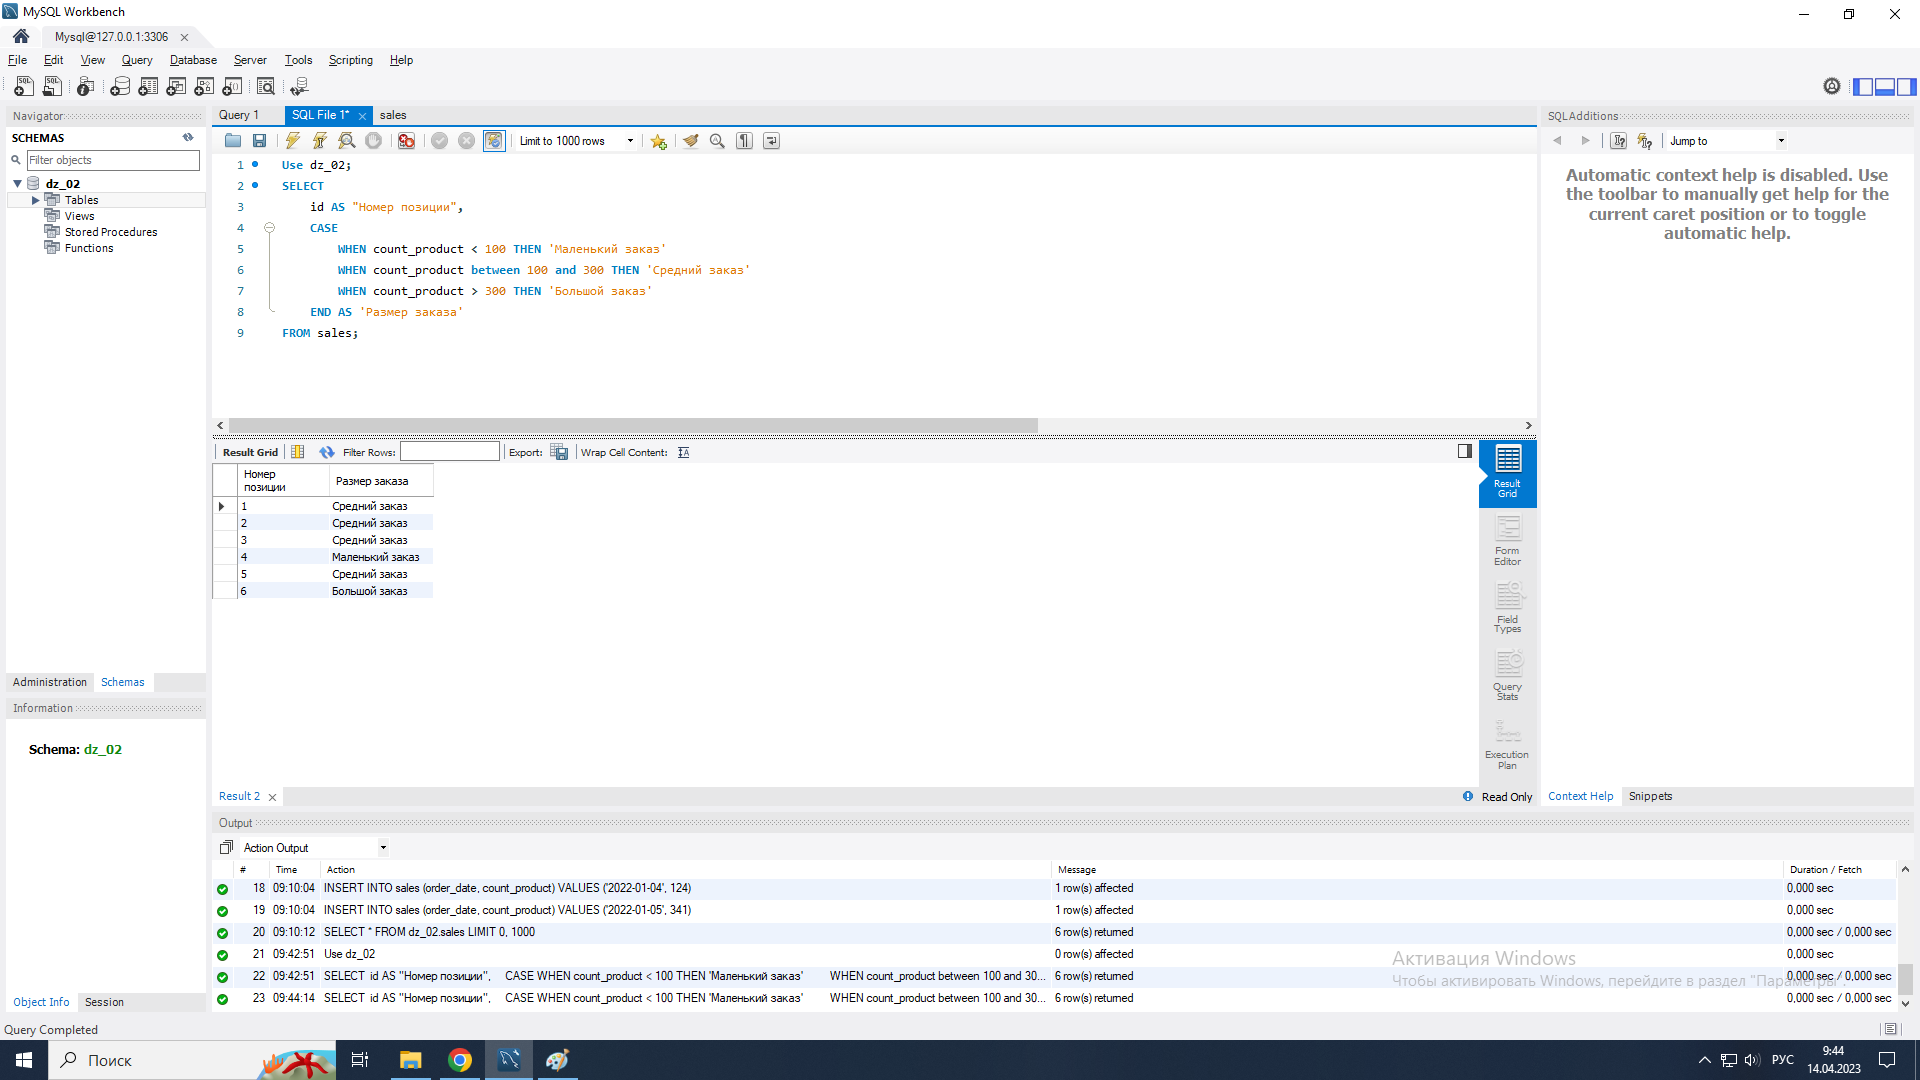 MySQL Workbench
Mysql@127.0.0.1:3306
File Edit View Query Database Server Tools Scripting Help
Navigator
SCHEMAS
Filter objects
dz_02
Tables
Views
Stored Procedures
Functions
Administration Schemas
Information
Schema: dz_02
Object Info Session
Query 1 SQL File 1* sales
Limit to 1000 rows
1 Use dz_02;
2 SELECT
3 id AS "Номер позиции",
4 CASE
5 WHEN count_product < 100 THEN 'Маленький заказ'
6 WHEN count_product between 100 and 300 THEN 'Средний заказ'
7 WHEN count_product > 300 THEN 'Большой заказ'
8 END AS 'Размер заказа'
9 FROM sales;
Result Grid Filter Rows: Export: Wrap Cell Content:
Номер
позиции
Размер заказа
1 Средний заказ
2 Средний заказ
3 Средний заказ
4 Маленький заказ
5 Средний заказ
6 Большой заказ
Result
Grid
Form
Editor
Field
Types
Query
Stats
Execution
Plan
Result 2
Read Only
SQLAdditions
Jump to
Automatic context help is disabled. Use
the toolbar to manually get help for the
current caret position or to toggle
automatic help.
Context Help Snippets
Output
Action Output
# Time Action Message Duration / Fetch
18 09:10:04 INSERT INTO sales (order_date, count_product) VALUES ('2022-01-04', 124) 1 row(s) affected 0,000 sec
19 09:10:04 INSERT INTO sales (order_date, count_product) VALUES ('2022-01-05', 341) 1 row(s) affected 0,000 sec
20 09:10:12 SELECT * FROM dz_02.sales LIMIT 0, 1000 6 row(s) returned 0,000 sec / 0,000 sec
21 09:42:51 Use dz_02 0 row(s) affected 0,000 sec
22 09:42:51 SELECT id AS "Номер позиции", CASE WHEN count_product < 100 THEN 'Маленький заказ' WHEN count_product between 100 and 30... 6 row(s) returned 0,000 sec / 0,000 sec
23 09:44:14 SELECT id AS "Номер позиции", CASE WHEN count_product < 100 THEN 'Маленький заказ' WHEN count_product between 100 and 30... 6 row(s) returned 0,000 sec / 0,000 sec
Активация Windows
Чтобы активировать Windows, перейдите в раздел "Параметры".
Query Completed
Поиск
РУС
9:44
14.04.2023